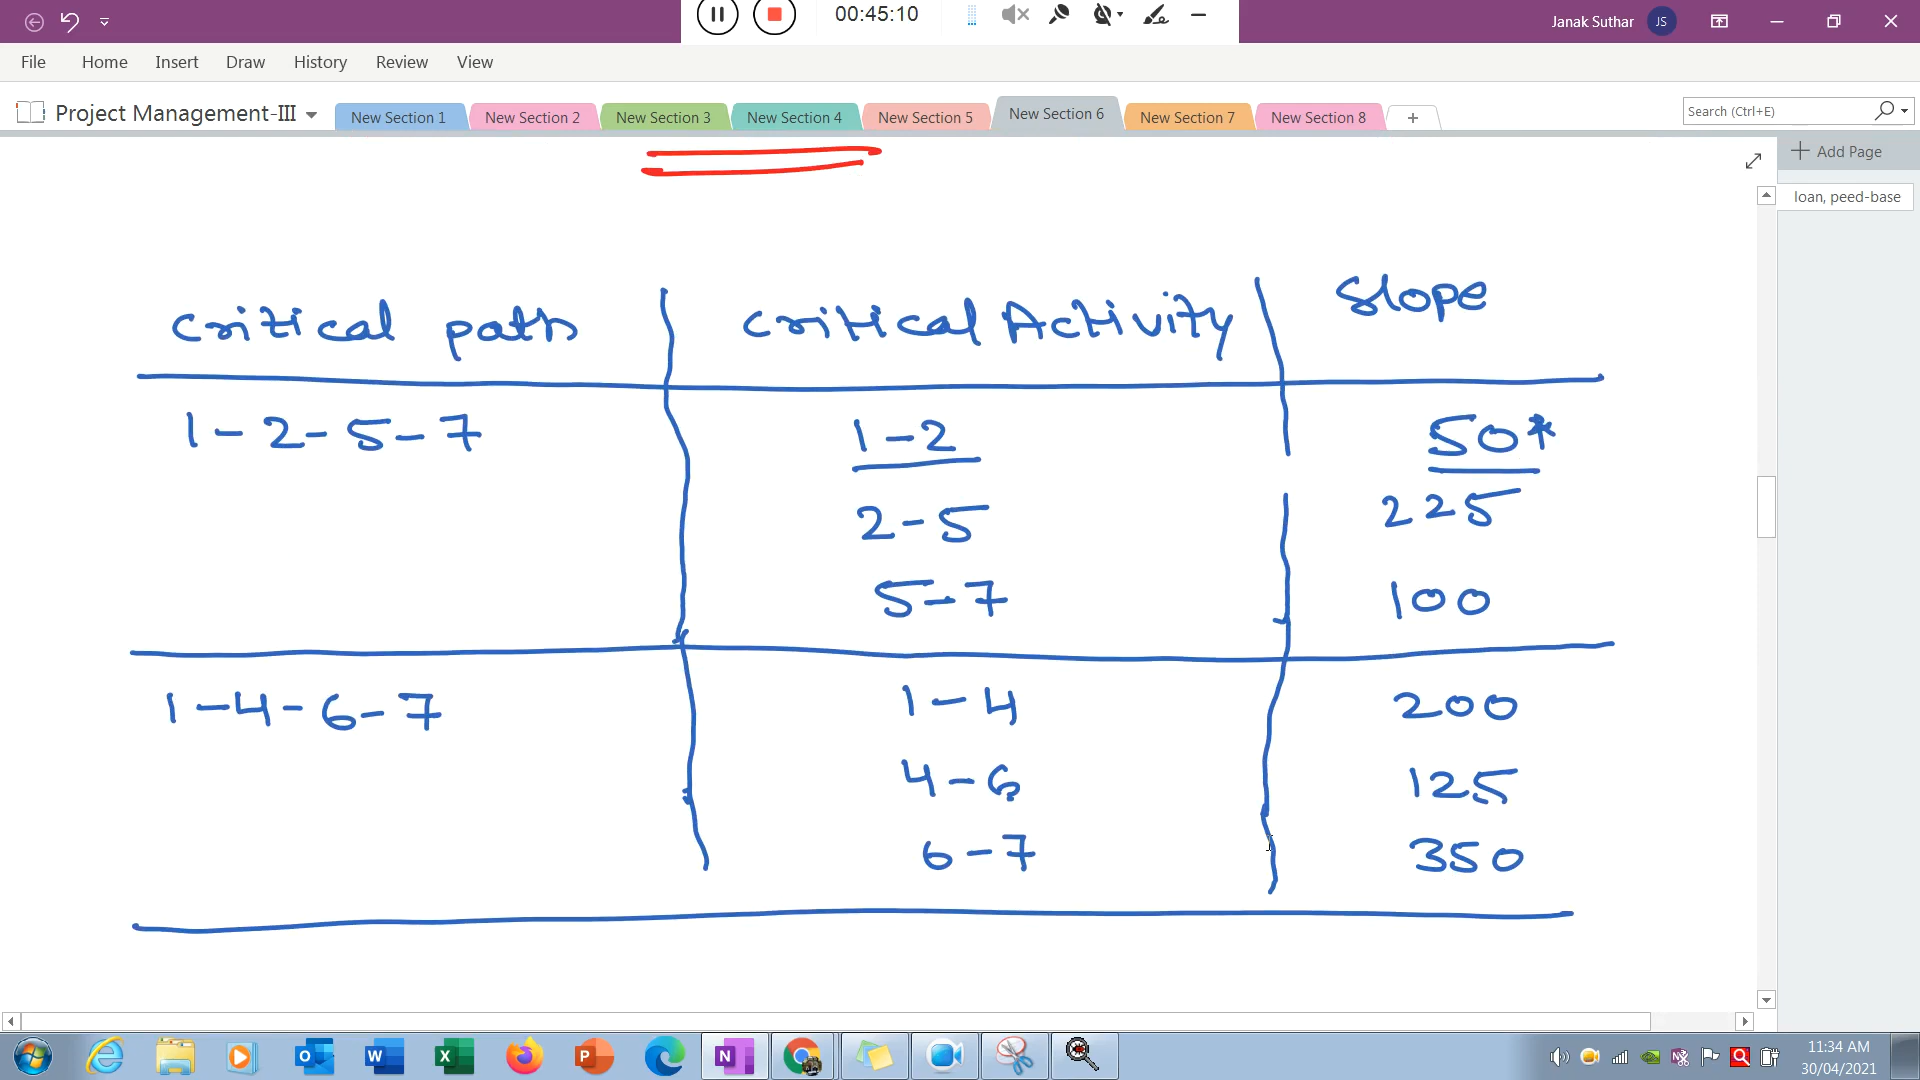 00:45:10
Janak Suthar JS
File Home Insert Draw History Review View
Project Management-III New Section 1 New Section 2 New Section 3 New Section 4 New Section 5 New Section 6 New Section 7 New Section 8 + Search (Ctrl+E)
Add Page
loan, peed-base
Critical path Critical Activity Slope
1-2-5-7 1-2 50*
2-5 225
5-7 100
1-4-6-7 1-4 200
4-6 125
6-7 350
11:34 AM
30/04/2021